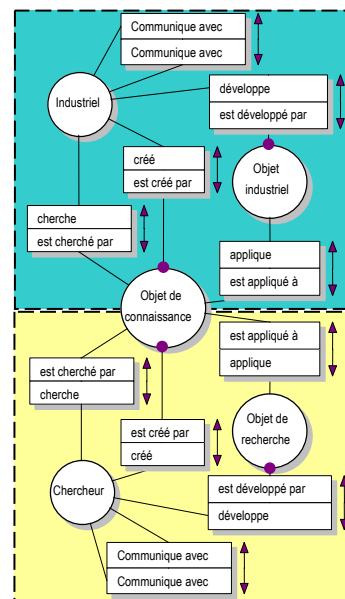 Communique avec
Communique avec
développe
est développé par
Industriel
créé
est créé par
Objet
industriel
cherche
est cherché par
applique
est appliqué à
Objet de
connaissance
est appliqué à
applique
est cherché par
cherche
est créé par
créé
Objet de
recherche
Chercheur
est développé par
développe
Communique avec
Communique avec